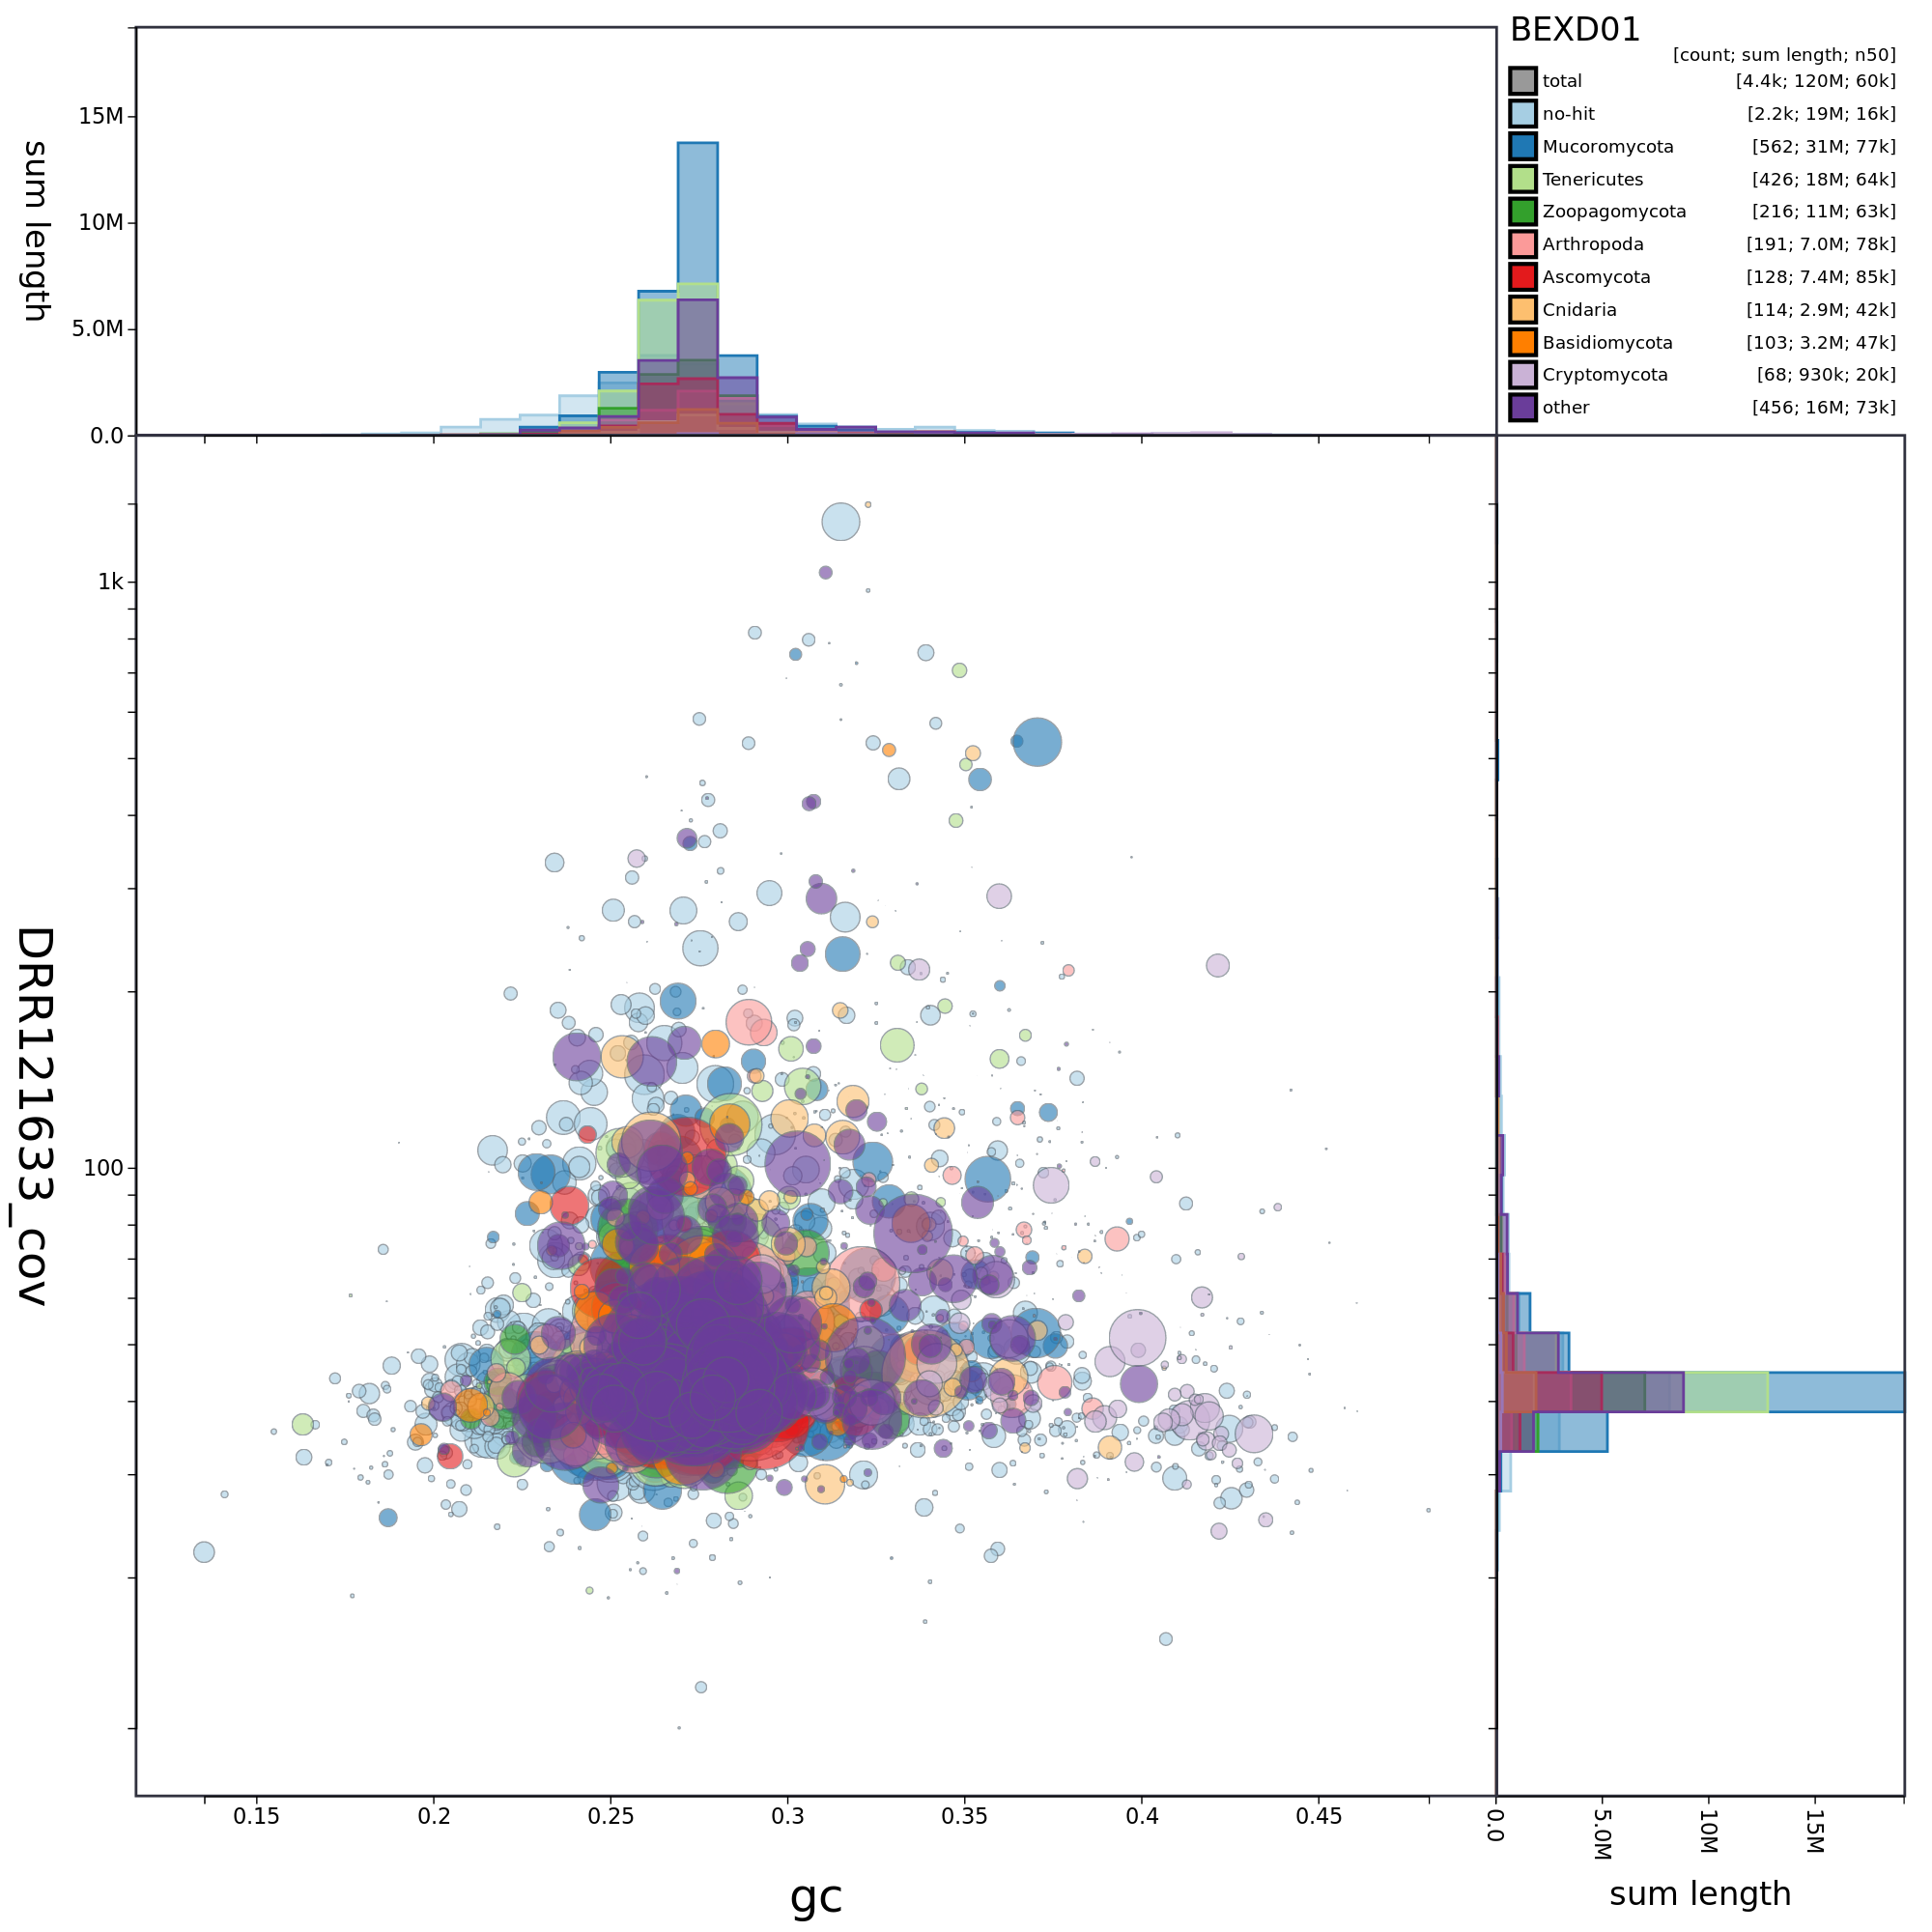 BEXD01
[count; sum length; n50]
total [4.4k; 120M; 60k]
no-hit [2.2k; 19M; 16k]
Mucoromycota [562; 31M; 77k]
Tenericutes [426; 18M; 64k]
Zoopagomycota [216; 11M; 63k]
Arthropoda [191; 7.0M; 78k]
Ascomycota [128; 7.4M; 85k]
Cnidaria [114; 2.9M; 42k]
Basidiomycota [103; 3.2M; 47k]
Cryptomycota [68; 930k; 20k]
other [456; 16M; 73k]
sum length
15M
10M
5.0M
0.0
DRR121633_cov
1k
100
0.15 0.2 0.25 0.3 0.35 0.4 0.45
gc
0.0 5.0M 10M 15M
sum length